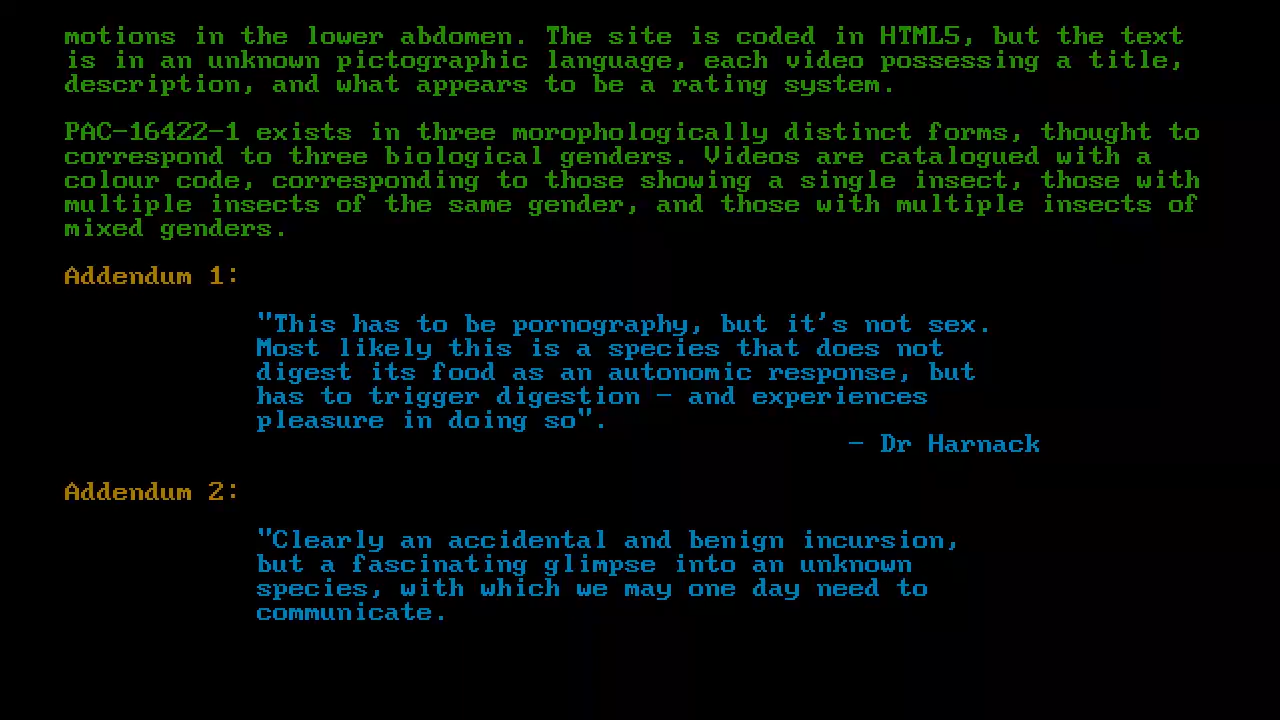 motions in the lower abdomen. The site is coded in HTML5, but the text
is in an unknown pictographic language, each video possessing a title,
description, and what appears to be a rating system.
PAC-16422-1 exists in three morophologically distinct forms, thought to
correspond to three biological genders. Videos are catalogued with a
colour code, corresponding to those showing a single insect, those with
multiple insects of the same gender, and those with multiple insects of
mixed genders.
Addendum 1:
"This has to be pornography, but it's not sex.
Most likely this is a species that does not
digest its food as an autonomic response, but
has to trigger digestion - and experiences
pleasure in doing so".
- Dr Harnack
Addendum 2:
"Clearly an accidental and benign incursion,
but a fascinating glimpse into an unknown
species, with which we may one day need to
communicate.